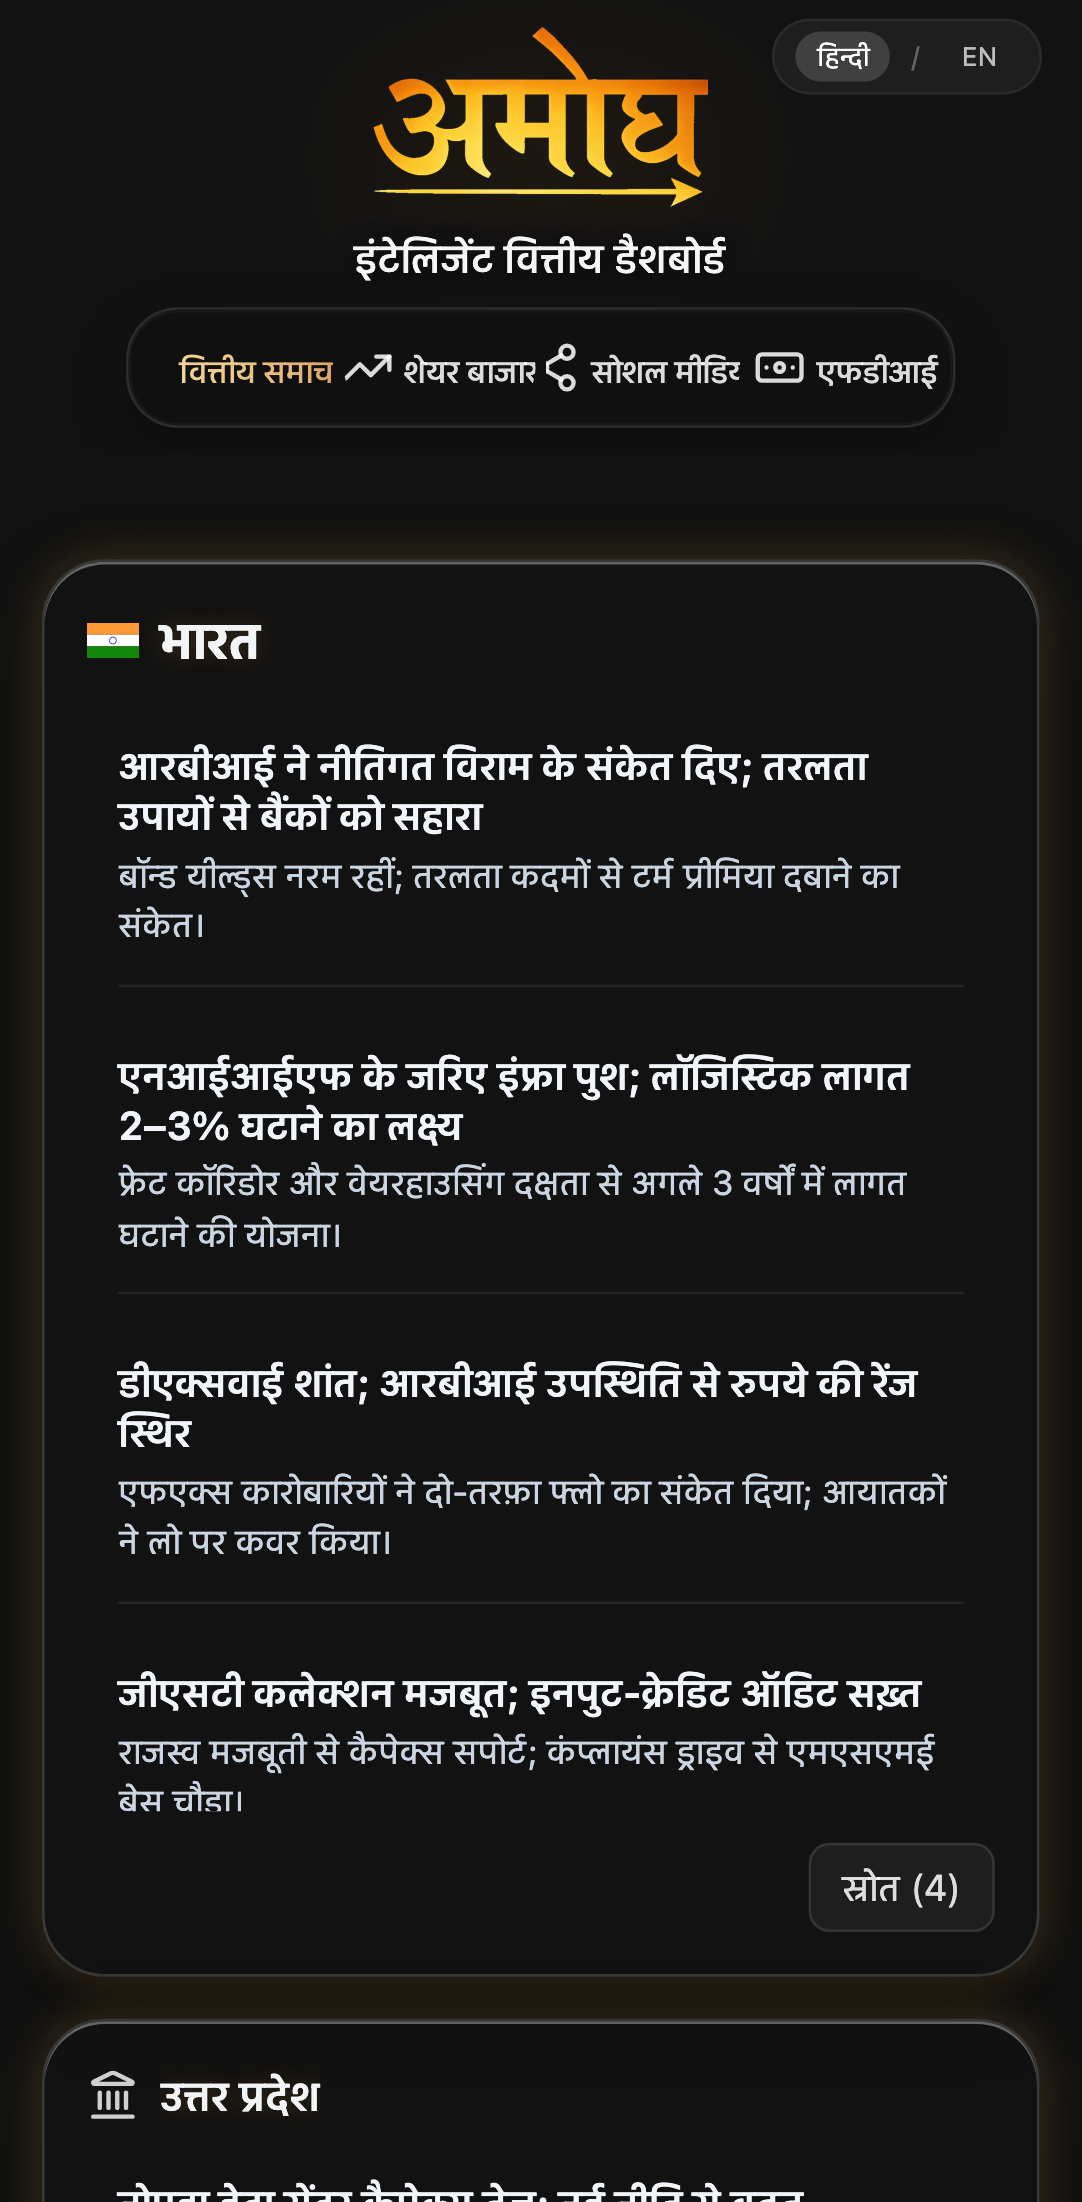 हिन्दी / EN
अमोघ
इंटेलिजेंट वित्तीय डैशबोर्ड
वित्तीय समाच शेयर बाजार सोशल मीडिय एफडीआई
भारत
आरबीआई ने नीतिगत विराम के संकेत दिए; तरलता
उपायों से बैंकों को सहारा
बॉन्ड यील्ड्स नरम रहीं; तरलता कदमों से टर्म प्रीमिया दबाने का
संकेत।
एनआईआईएफ के जरिए इंफ्रा पुश; लॉजिस्टिक लागत
2–3% घटाने का लक्ष्य
फ्रेट कॉरिडोर और वेयरहाउसिंग दक्षता से अगले 3 वर्षों में लागत
घटाने की योजना।
डीएक्सवाई शांत; आरबीआई उपस्थिति से रुपये की रेंज
स्थिर
एफएक्स कारोबारियों ने दो-तरफ़ा फ्लो का संकेत दिया; आयातकों
ने लो पर कवर किया।
जीएसटी कलेक्शन मजबूत; इनपुट-क्रेडिट ऑडिट सख़्त
राजस्व मजबूती से कैपेक्स सपोर्ट; कंप्लायंस ड्राइव से एमएसएमई
बेस चौड़ा।
स्रोत (4)
उत्तर प्रदेश